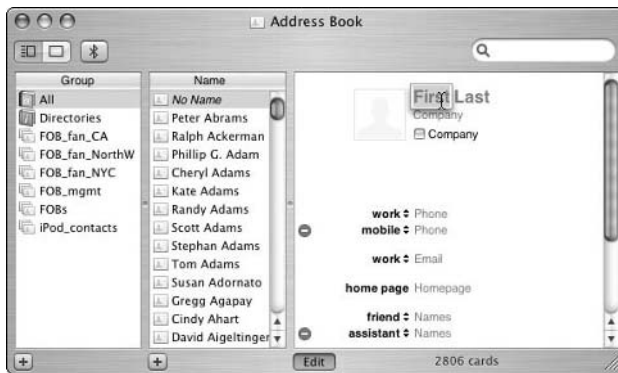 Address Book
Group
All
Directories
FOB_fan_CA
FOB_fan_NorthW
FOB_fan_NYC
FOB_mgmt
FOBs
iPod_contacts
Name
No Name
Peter Abrams
Ralph Ackerman
Phillip G. Adam
Cheryl Adams
Kate Adams
Randy Adams
Scott Adams
Stephan Adams
Tom Adams
Susan Adornato
Gregg Agapay
Cindy Ahart
David Aigeltinger
First Last
Company
Company
work Phone
mobile Phone
work Email
home page Homepage
friend Names
assistant Names
Edit
2806 cards